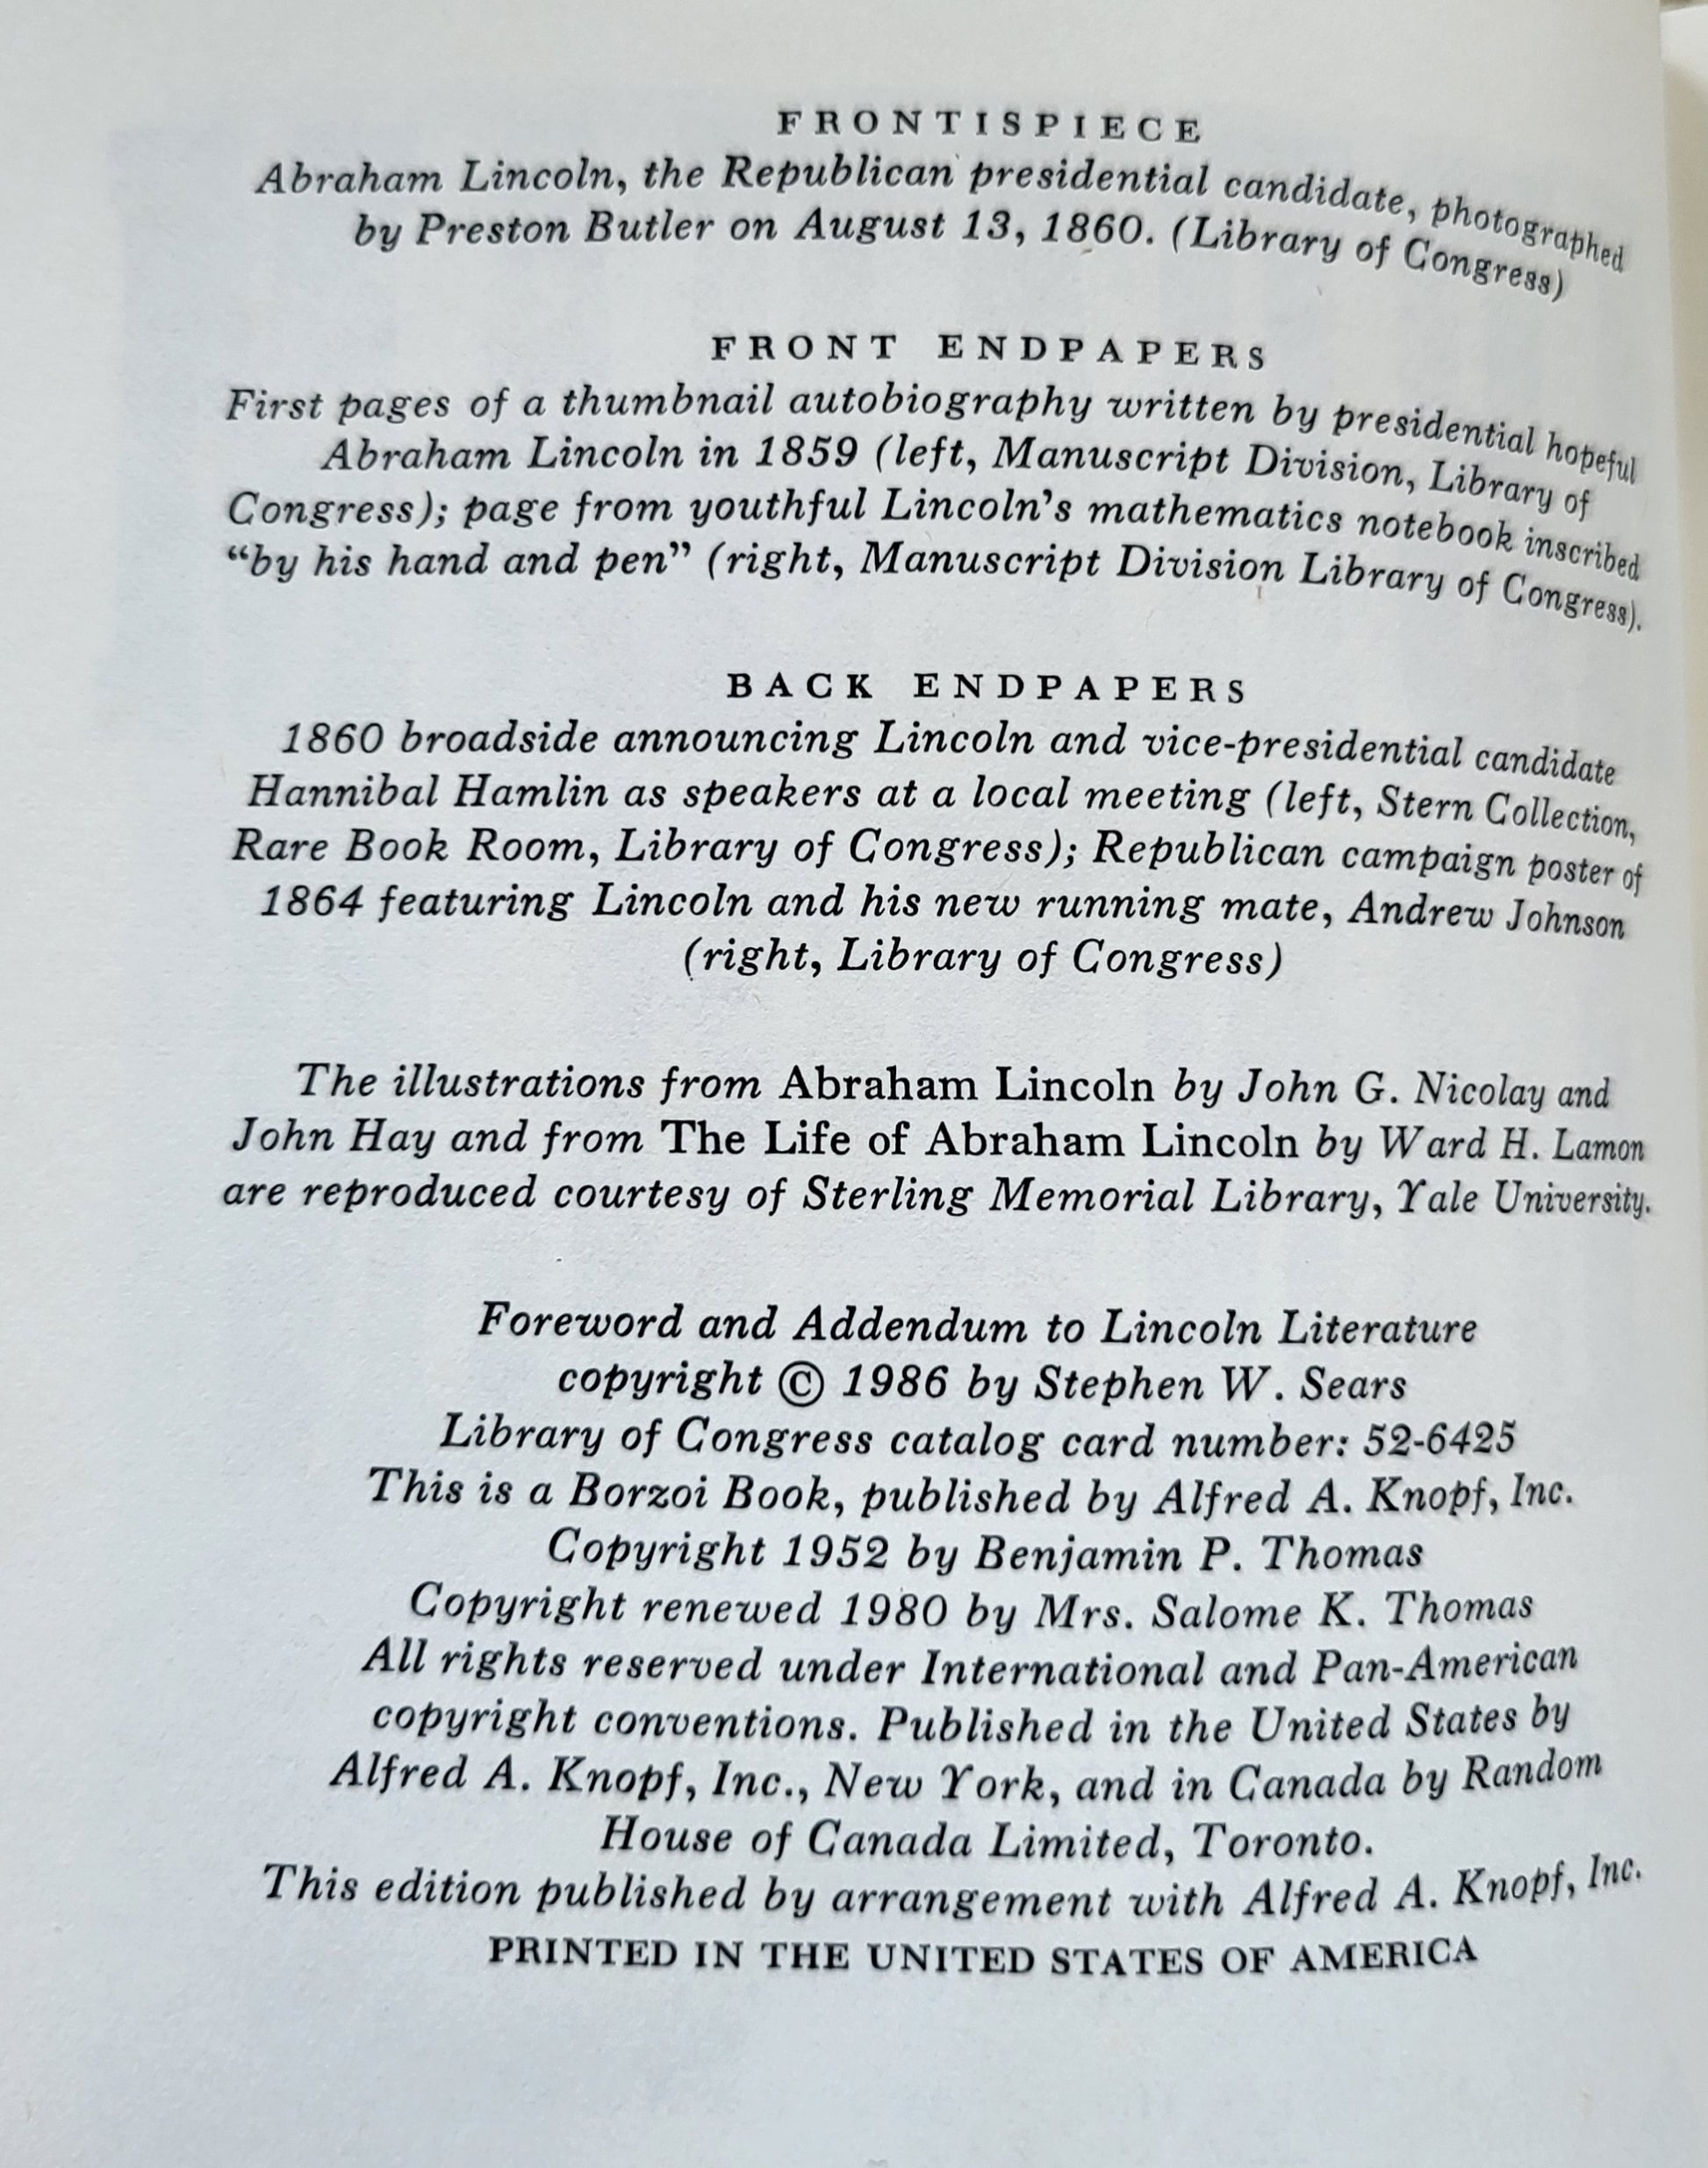 FRONTISPIECE
Abraham Lincoln, the Republican presidential candidate, photographed
by Preston Butler on August 13, 1860. (Library of Congress)
FRONT ENDPAPERS
First pages of a thumbnail autobiography written by presidential hopeful
Abraham Lincoln in 1859 (left, Manuscript Division, Library of
Congress); page from youthful Lincoln's mathematics notebook inscribed
“by his hand and pen” (right, Manuscript Division Library of Congress).
BACK ENDPAPERS
1860 broadside announcing Lincoln and vice-presidential candidate
Hannibal Hamlin as speakers at a local meeting (left, Stern Collection,
Rare Book Room, Library of Congress); Republican campaign poster of
1864 featuring Lincoln and his new running mate, Andrew Johnson
(right, Library of Congress)
The illustrations from Abraham Lincoln by John G. Nicolay and
John Hay and from The Life of Abraham Lincoln by Ward H. Lamon
are reproduced courtesy of Sterling Memorial Library, Yale University.
Foreword and Addendum to Lincoln Literature
copyright © 1986 by Stephen W. Sears
Library of Congress catalog card number: 52-6425
This is a Borzoi Book, published by Alfred A. Knopf, Inc.
Copyright 1952 by Benjamin P. Thomas
Copyright renewed 1980 by Mrs. Salome K. Thomas
All rights reserved under International and Pan-American
copyright conventions. Published in the United States by
Alfred A. Knopf, Inc., New York, and in Canada by Random
House of Canada Limited, Toronto.
This edition published by arrangement with Alfred A. Knopf, Inc.
PRINTED IN THE UNITED STATES OF AMERICA